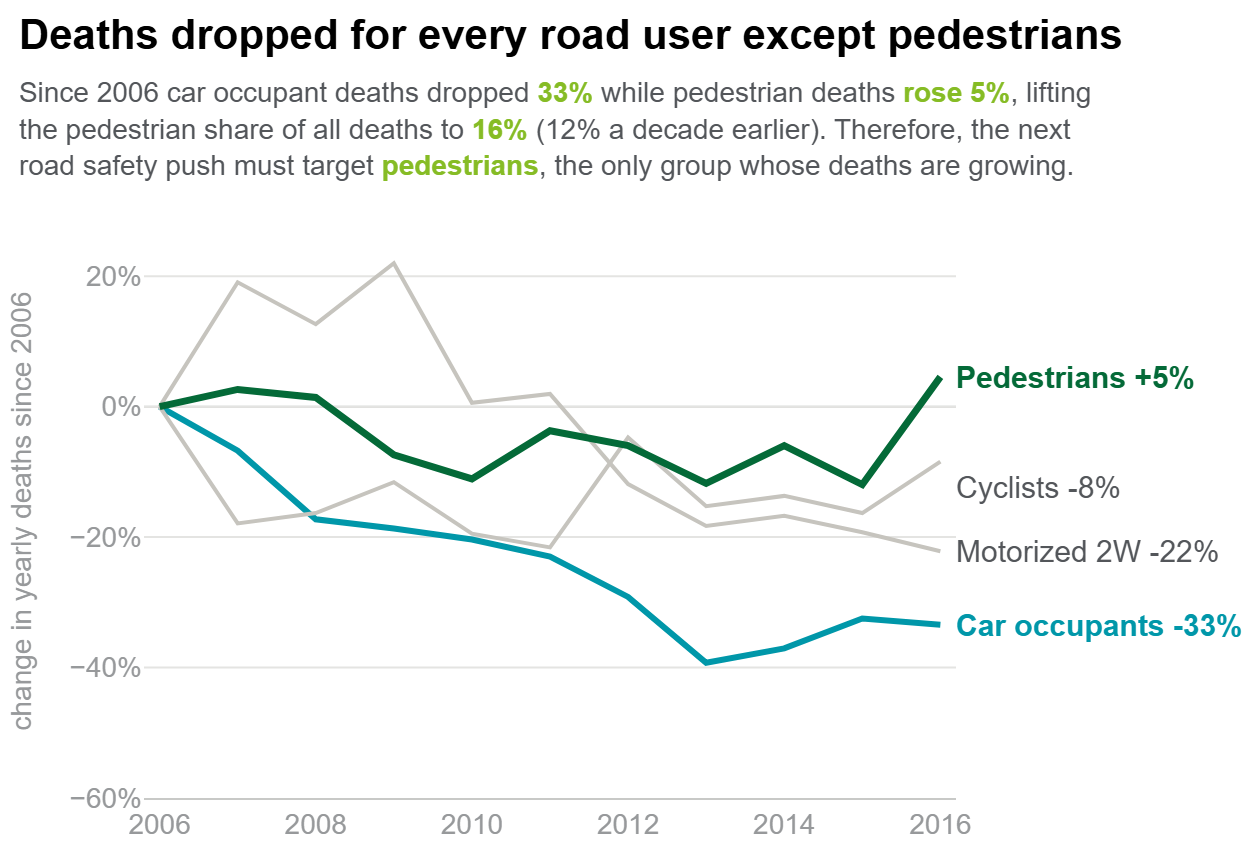 Deaths dropped for every road user except pedestrians
Since 2006 car occupant deaths dropped 33% while pedestrian deaths rose 5%, lifting
the pedestrian share of all deaths to 16% (12% a decade earlier). Therefore, the next
road safety push must target pedestrians, the only group whose deaths are growing.
change in yearly deaths since 2006
20%
0%
−20%
−40%
−60%
Pedestrians +5%
Cyclists -8%
Motorized 2W -22%
Car occupants -33%
2006 2008 2010 2012 2014 2016